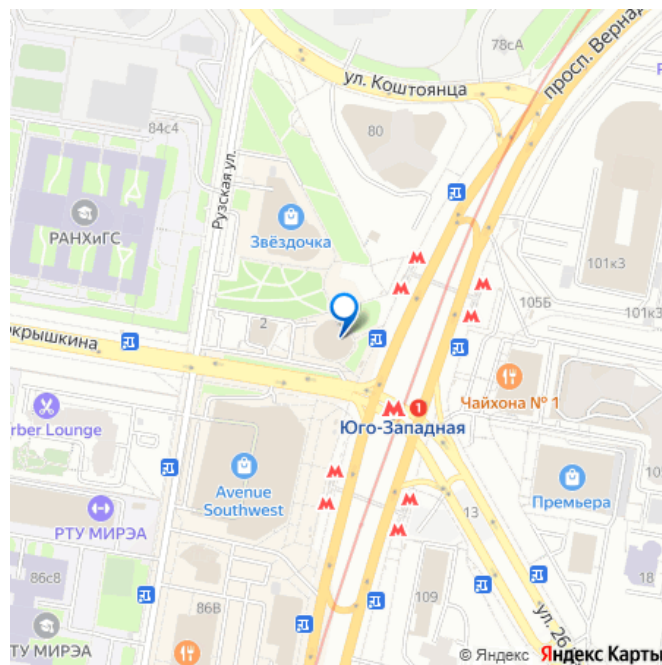 78сА
просп. Верна
ул. Коштоянца
80
84с4
Рузская ул.
РАНХиГС
Звёздочка
101к3
105Б
101к3
2
окрышкина
Чайхона № 1
1
Юго-Западная
rber Lounge
Avenue
Southwest
Премьера
РТУ МИРЭА
13
86с8
86В
109
18
ТУ МИРЭА
ул. 26
© Яндекс Яндекс Карты